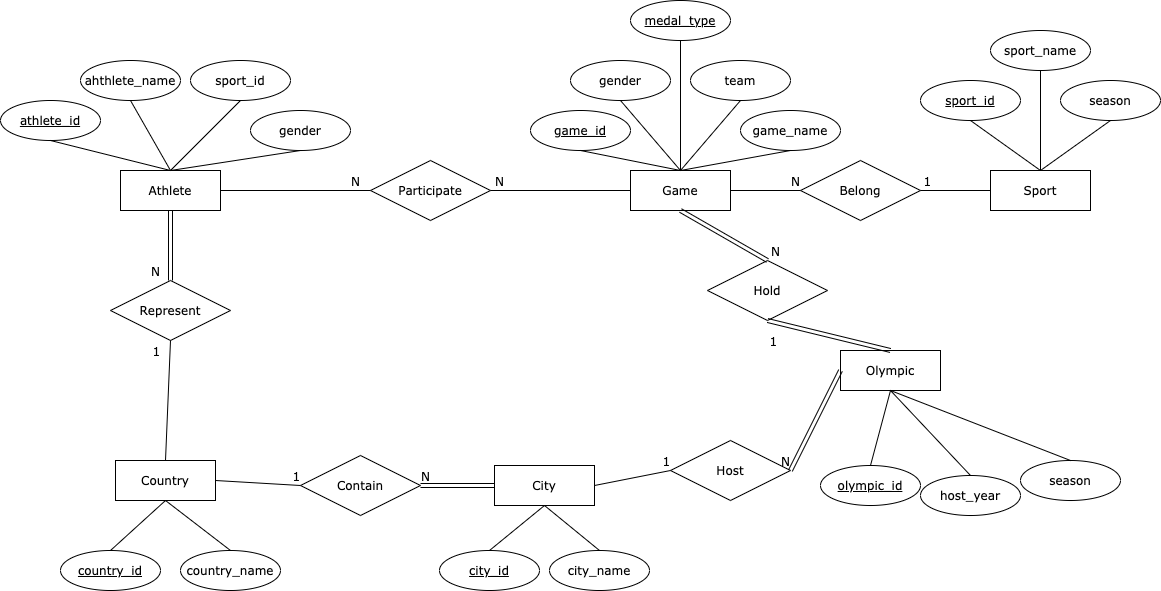 medal_type
sport_name
ahthlete_name
sport_id
gender
team
athlete_id
gender
game_id
game_name
sport_id
season
Athlete
N
Participate
N
Game
N
Belong
1
Sport
N
N
Hold
Represent
1
1
Olympic
Country
1
Contain
N
City
1
Host
N
olympic_id
host_year
season
country_id
country_name
city_id
city_name